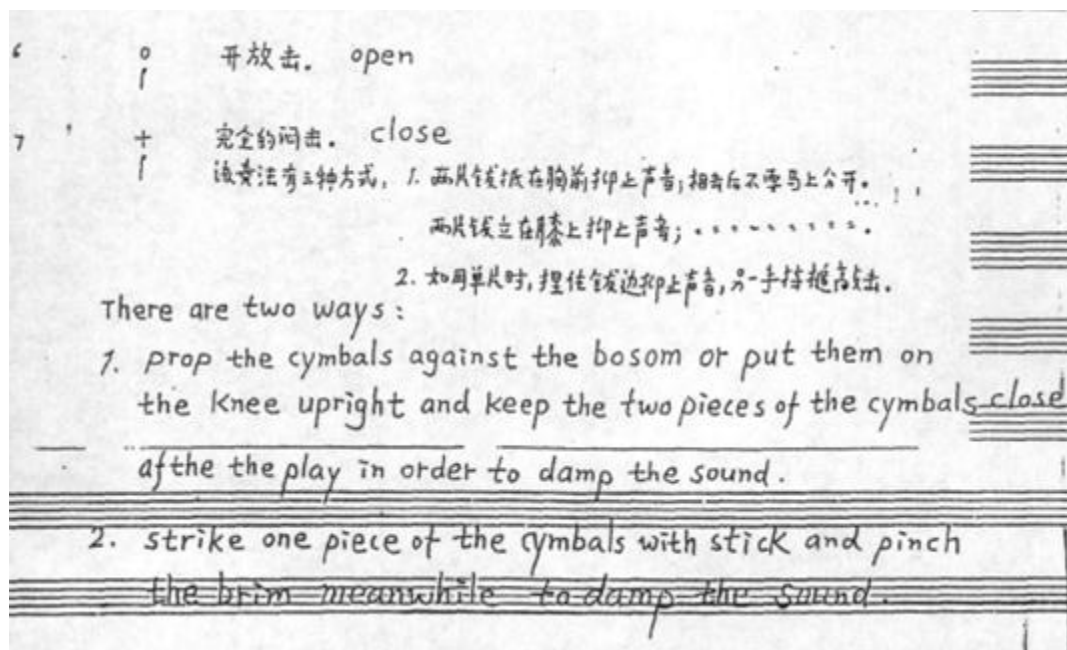 6 o 开放击. open
7 + 完全的闷击. close
该奏法有两种方式, 1. 两片钹抵在胸前抑止声音; 相击后不要马上分开.
两片钹立在膝上抑止声音; .........
2. 如用单片时, 捏住钹边抑止声音, 另一手持槌敲击.
There are two ways:
1. prop the cymbals against the bosom or put them on
the knee upright and keep the two pieces of the cymbals close
afthe the play in order to damp the sound.
2. strike one piece of the cymbals with stick and pinch
the brim meanwhile to damp the sound.